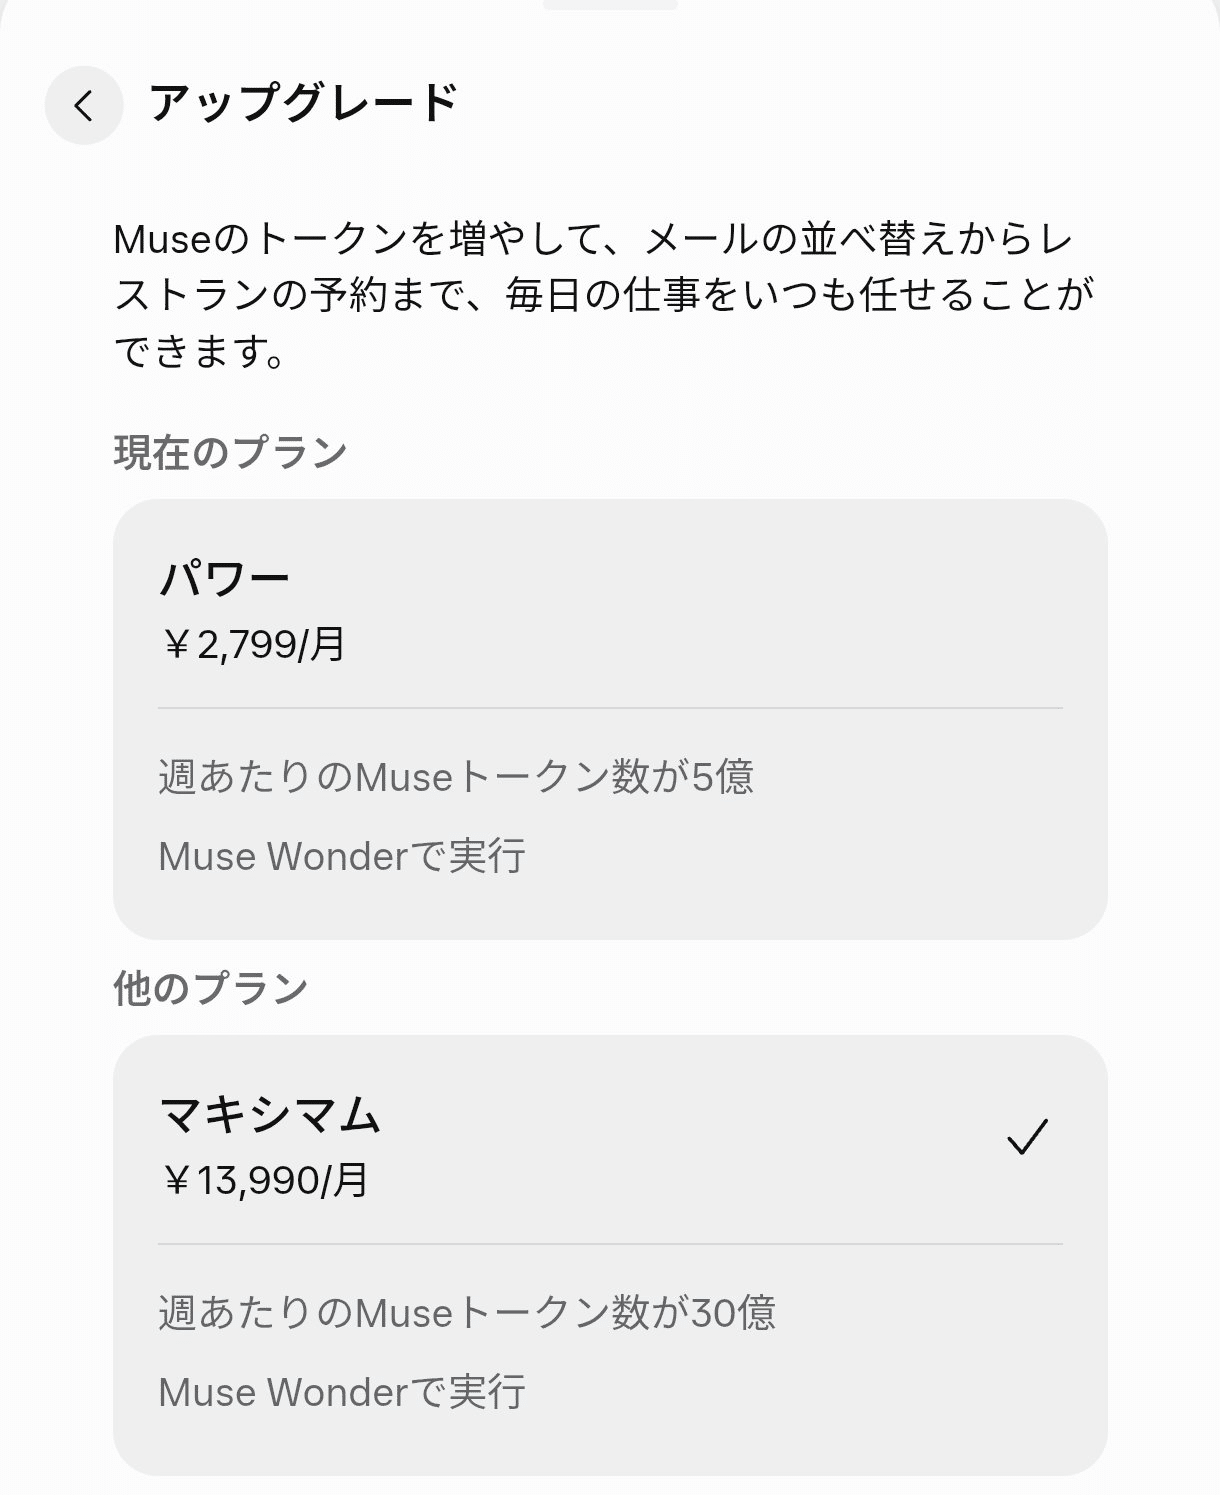 アップグレード
Museのトークンを増やして、メールの並べ替えからレ
ストランの予約まで、毎日の仕事をいつも任せることが
できます。
現在のプラン
パワー
￥2,799/月
週あたりのMuseトークン数が5億
Muse Wonderで実行
他のプラン
マキシマム
￥13,990/月
週あたりのMuseトークン数が30億
Muse Wonderで実行